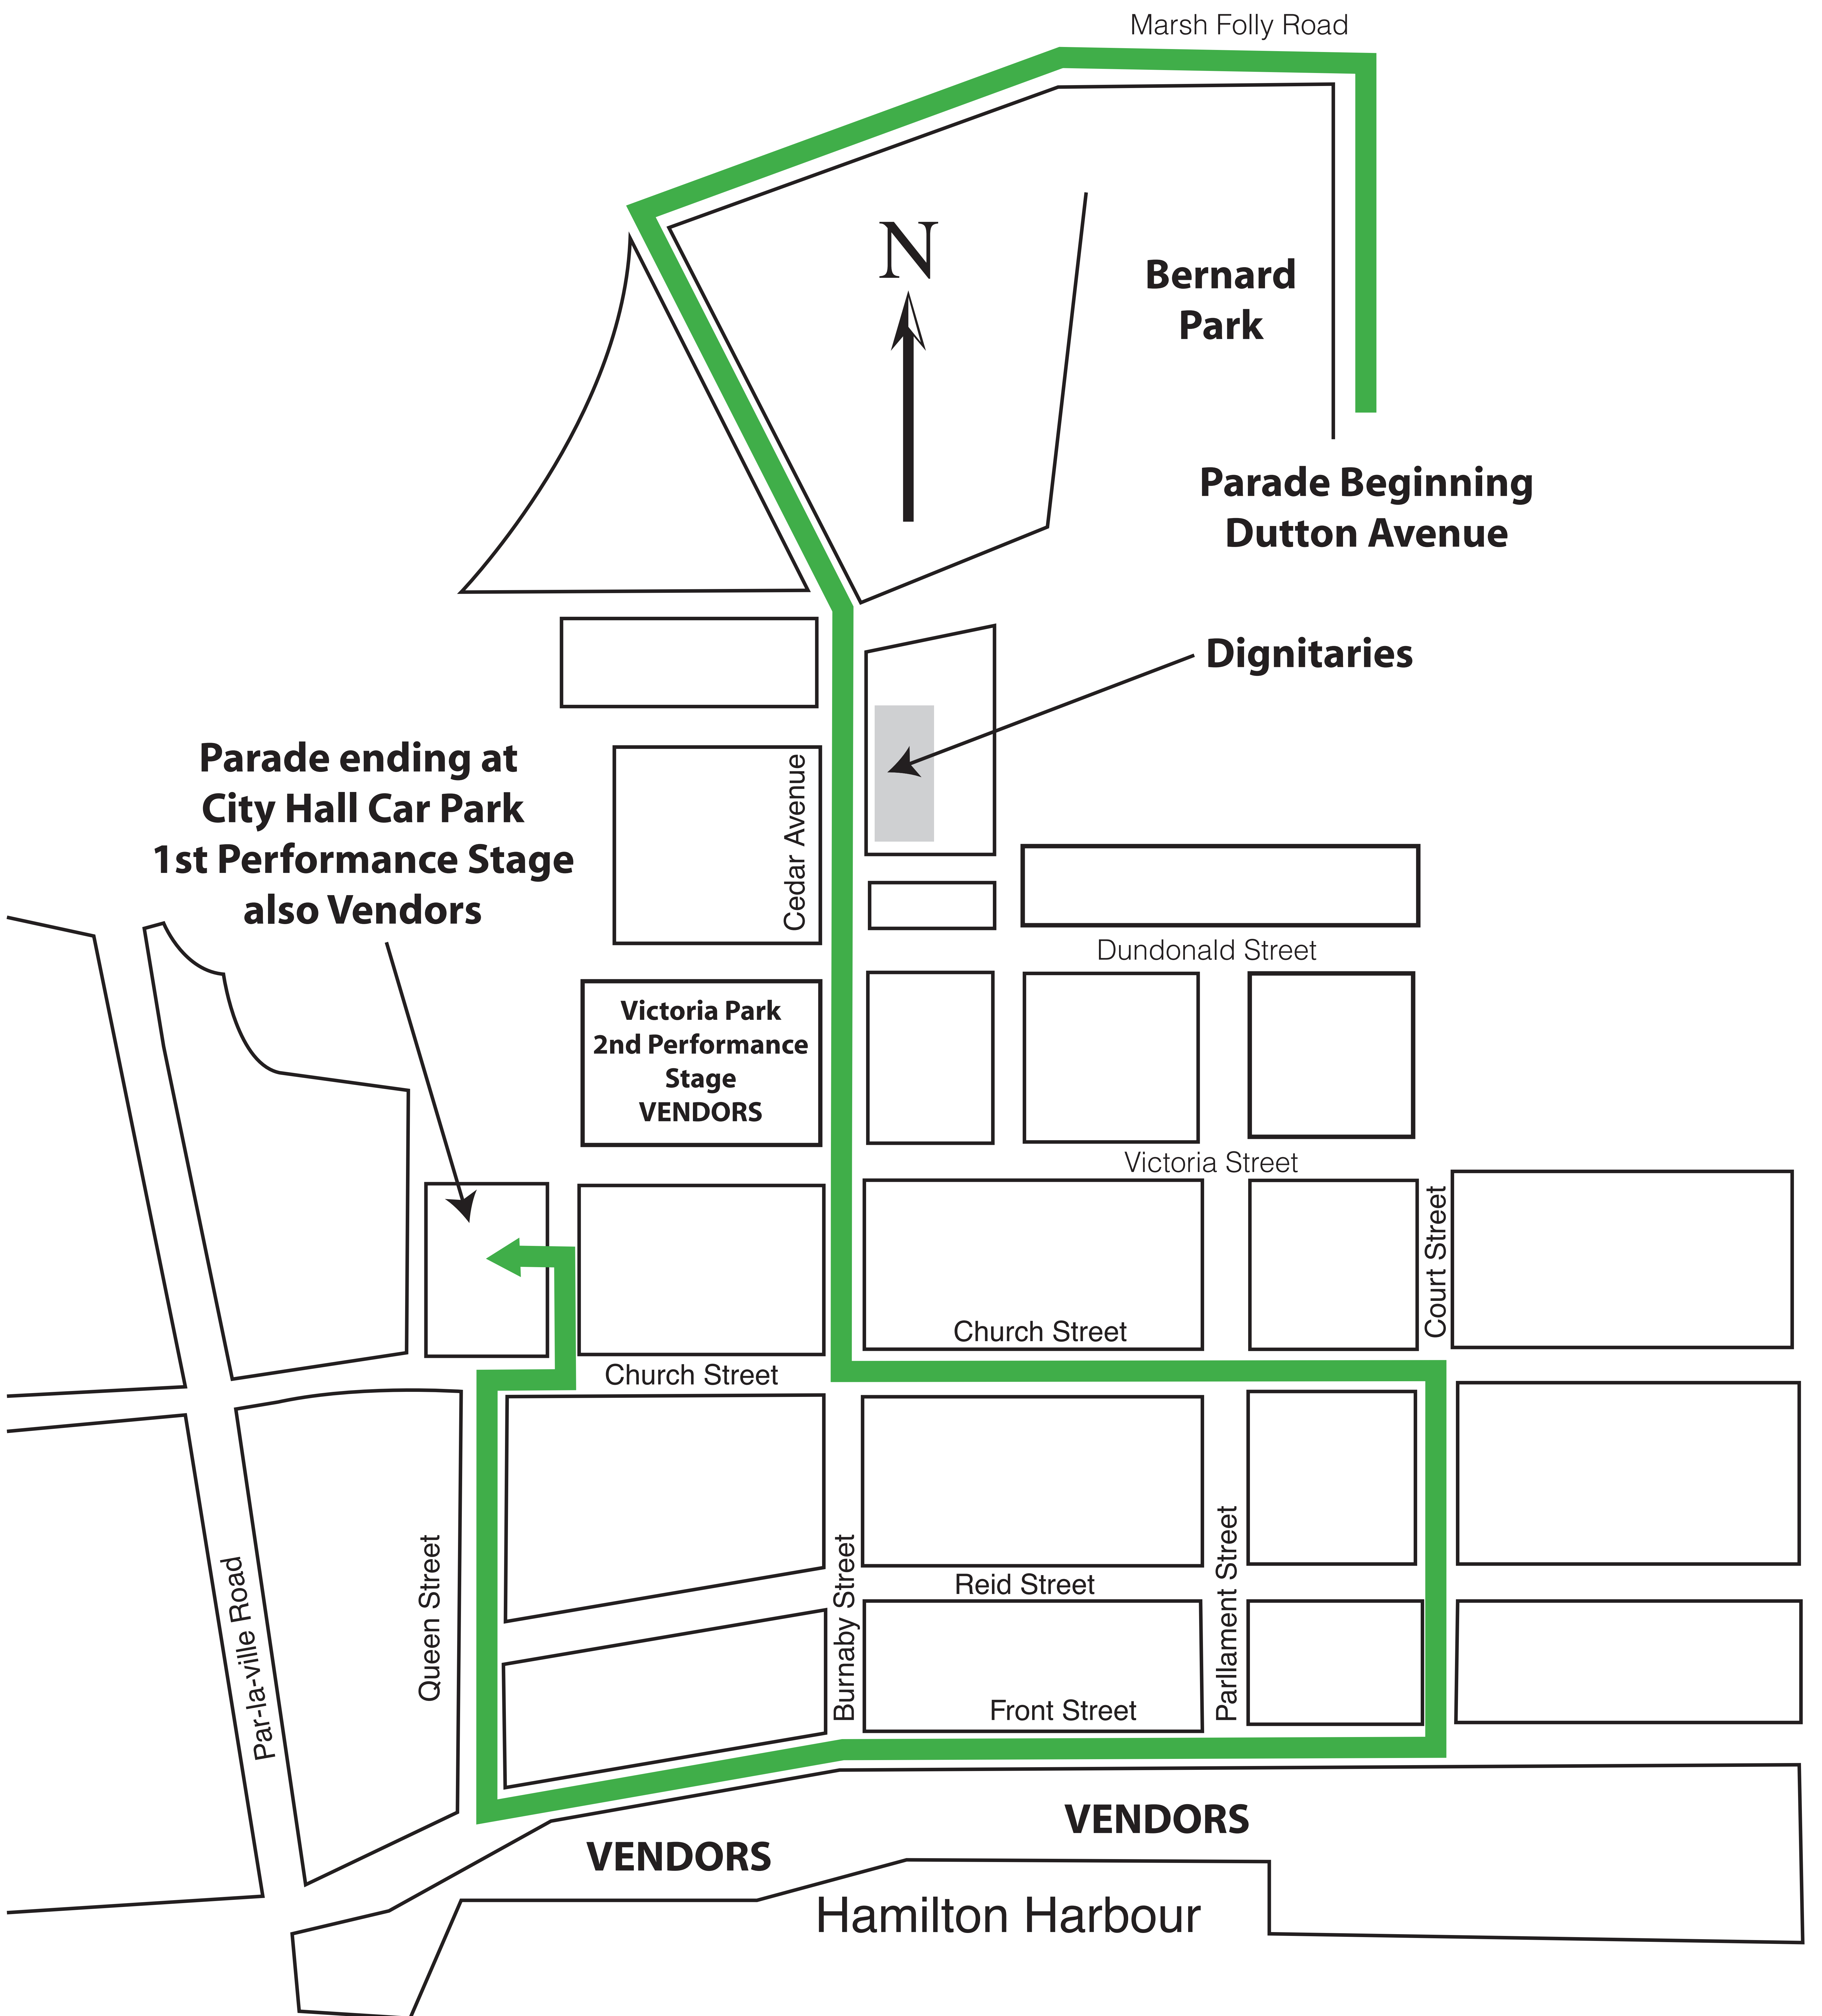 Marsh Folly Road
N
Bernard
Park
Parade Beginning
Dutton Avenue
Dignitaries
Parade ending at
City Hall Car Park
1st Performance Stage
also Vendors
Cedar Avenue
Dundonald Street
Victoria Park
2nd Performance
Stage
VENDORS
Victoria Street
Court Street
Church Street
Church Street
Queen Street
Par-la-ville Road
Burnaby Street
Reid Street
Parllament Street
Front Street
VENDORS
VENDORS
Hamilton Harbour